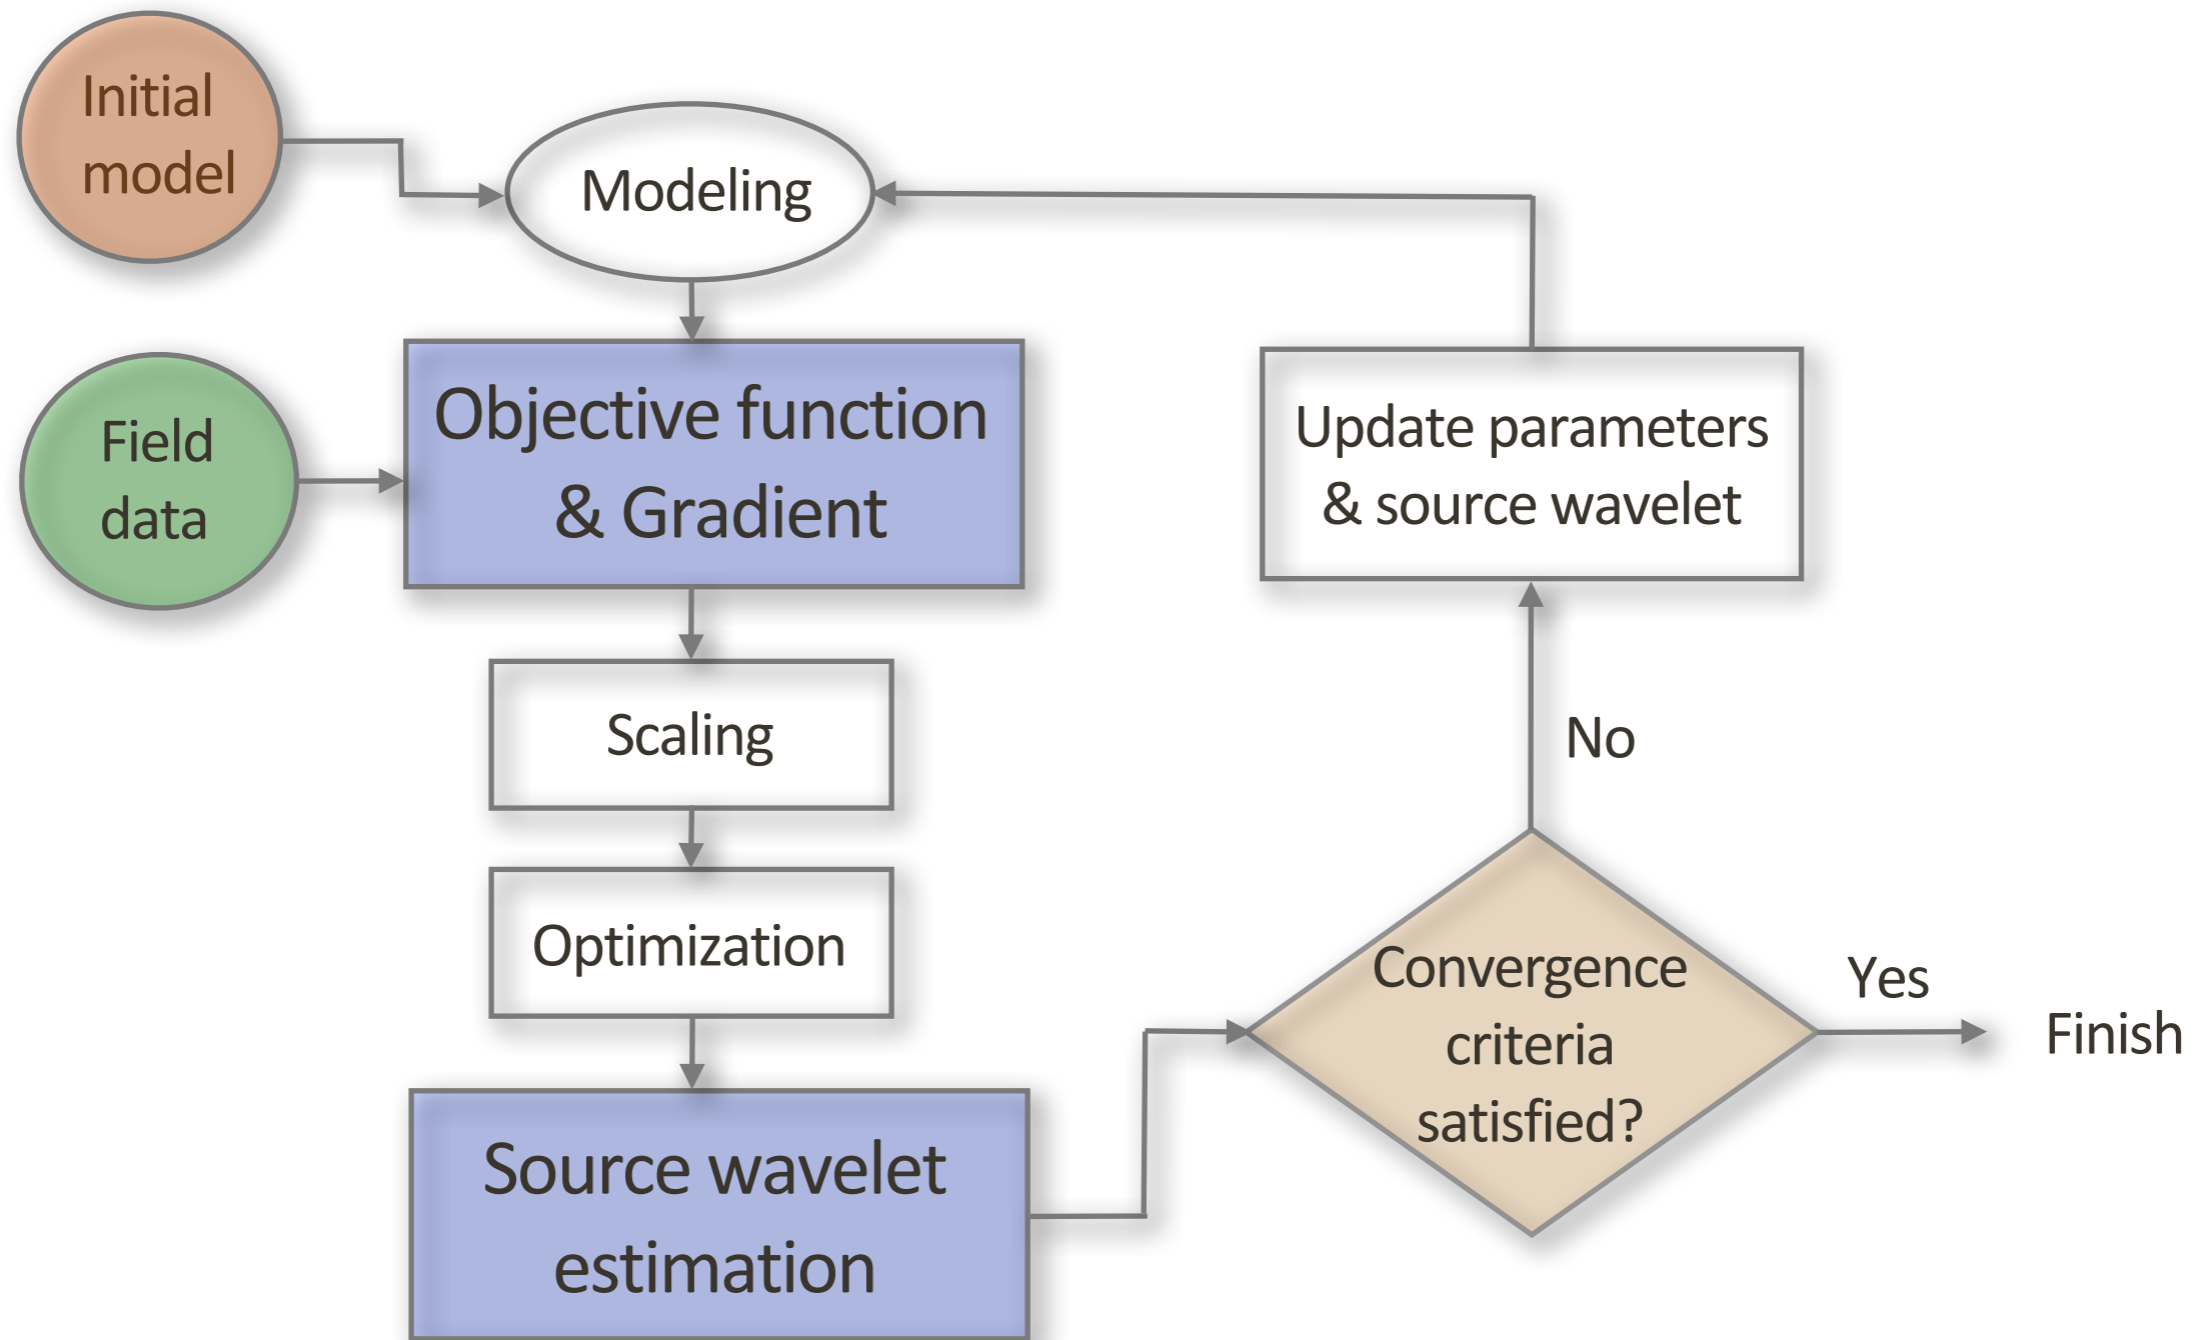 Initial
model
Modeling
Field
data
Objective function
& Gradient
Update parameters
& source wavelet
Scaling
No
Optimization
Convergence
criteria
satisfied?
Yes
Finish
Source wavelet
estimation